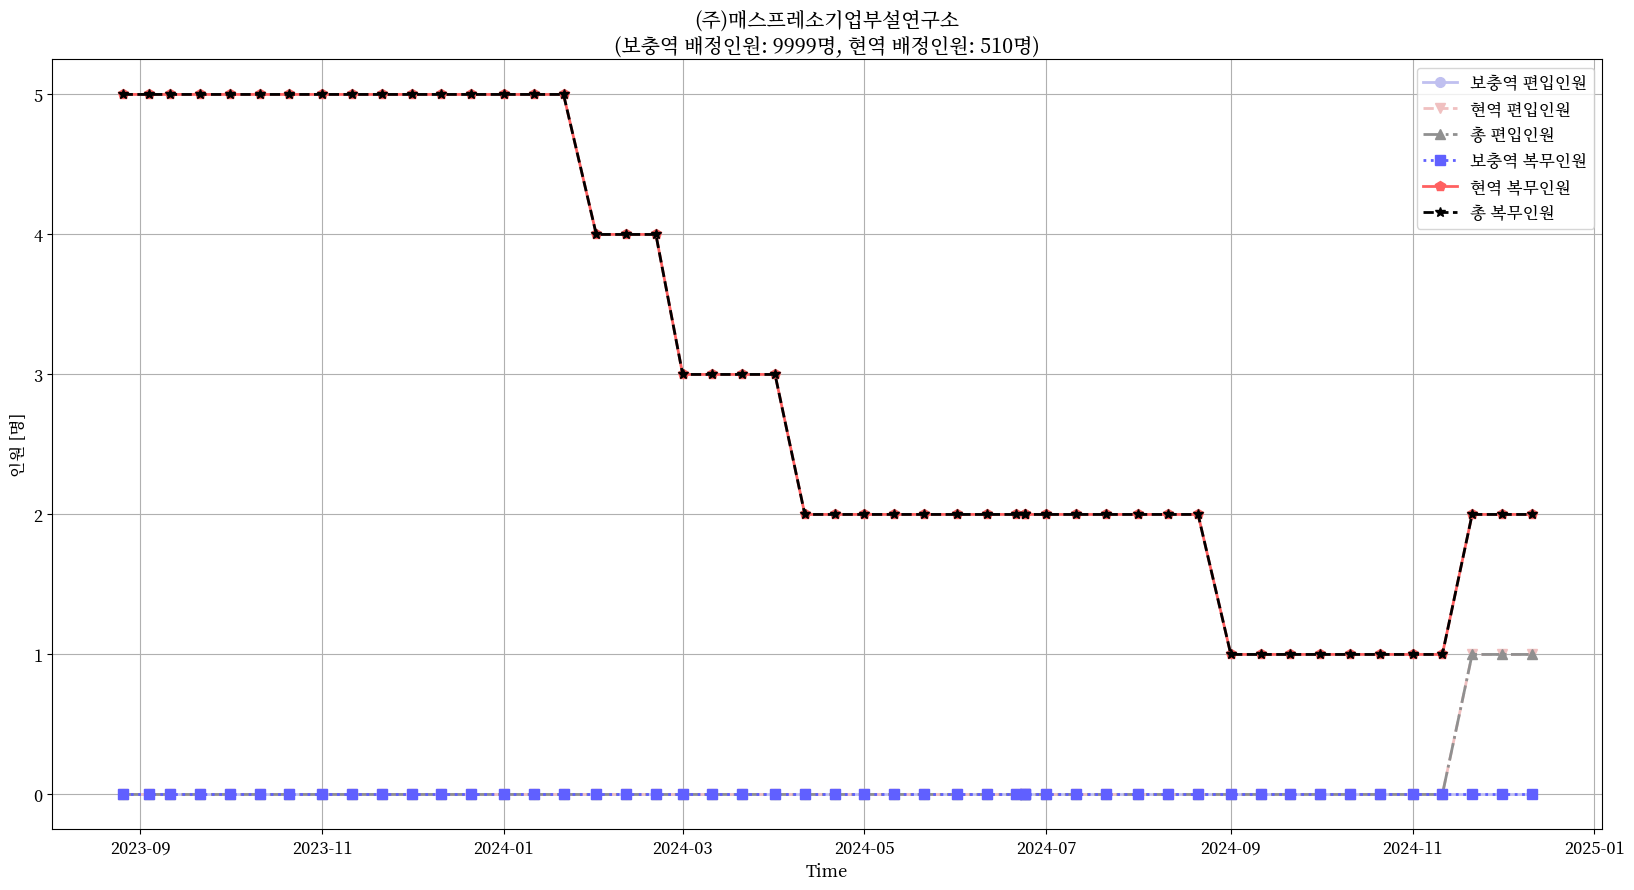 (주)매스프레소기업부설연구소
(보충역 배정인원: 9999명, 현역 배정인원: 510명)
보충역 편입인원
현역 편입인원
총 편입인원
보충역 복무인원
현역 복무인원
총 복무인원
인원 [명]
5
4
3
2
1
0
2023-09 2023-11 2024-01 2024-03 2024-05 2024-07 2024-09 2024-11 2025-01
Time